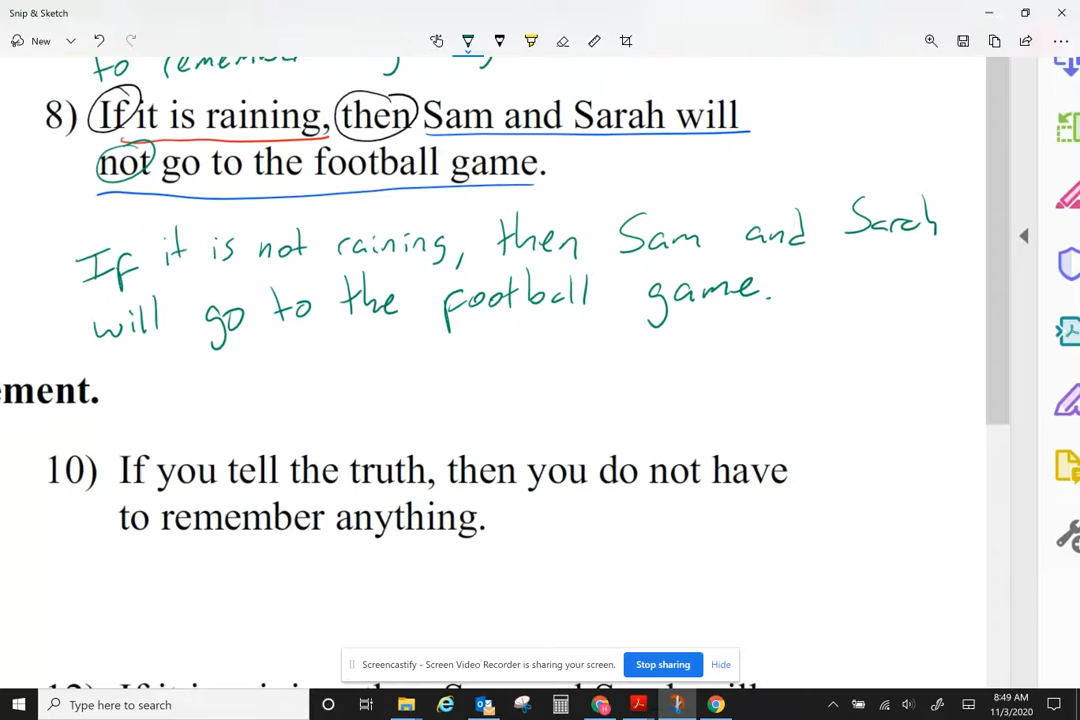 Snip & Sketch
New
to remember
8) If it is raining, then Sam and Sarah will
not go to the football game.
If it is not raining, then Sam and Sarah
will go to the football game.
ement.
10) If you tell the truth, then you do not have
to remember anything.
Screencastify - Screen Video Recorder is sharing your screen.
Stop sharing
Hide
Type here to search
8:49 AM
11/3/2020